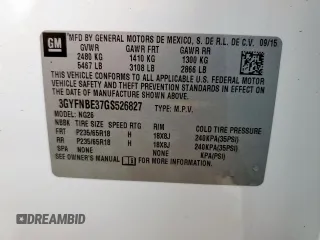 GM
MFD BY GENERAL MOTORS DE MEXICO, S. DE R.L. DE C.V. 09/15
GVWR GAWR FRT GAWR RR
2480 KG 1410 KG 1300 KG
5467 LB 3108 LB 2866 LB
THIS VEHICLE CONFORMS TO ALL APPLICABLE U.S. FEDERAL MOTOR VEHICLE SAFETY AND THEFT PREVENTION STANDARDS IN EFFECT ON THE DATE OF MANUFACTURE SHOWN ABOVE.
3GYFNBE37GS526827 TYPE: M.P.V.
MODEL: NG26
TIRE SIZE SPEED RTG RIM COLD TIRE PRESSURE
FRT P235/65R18 H 18X8J 240KPA(35PSI)
RR P235/65R18 H 18X8J 240KPA(35PSI)
SPA NONE NONE KPA(PSI)
SEE OWNER'S MANUAL FOR ADDITIONAL INFORMATION
DREAMBID